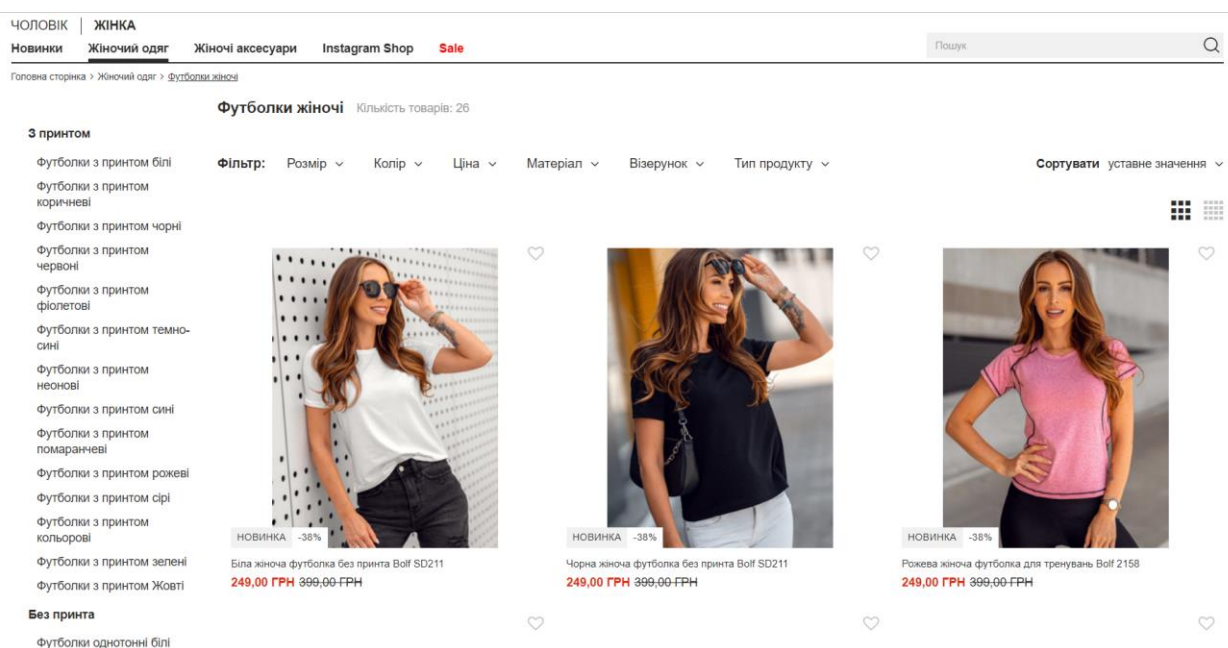 ЧОЛОВІК | ЖІНКА
Новинки Жіночий одяг Жіночі аксесуари Instagram Shop Sale Пошук
Головна сторінка > Жіночий одяг > Футболки жіночі
Футболки жіночі Кількість товарів: 26
З принтом
Футболки з принтом білі
Футболки з принтом
коричневі
Футболки з принтом чорні
Футболки з принтом
червоні
Футболки з принтом
фіолетові
Футболки з принтом темно-
сині
Футболки з принтом
неонові
Футболки з принтом сині
Футболки з принтом
помаранчеві
Футболки з принтом рожеві
Футболки з принтом сірі
Футболки з принтом
кольорові
Футболки з принтом зелені
Футболки з принтом Жовті
Без принта
Футболки однотонні білі
Фільтр: Розмір Колір Ціна Матеріал Візерунок Тип продукту Сортувати уставне значення
НОВИНКА -38%
Біла жіноча футболка без принта Bolf SD211
249,00 ГРН 399,00 ГРН
НОВИНКА -38%
Чорна жіноча футболка без принта Bolf SD211
249,00 ГРН 399,00 ГРН
НОВИНКА -38%
Рожева жіноча футболка для тренувань Bolf 2158
249,00 ГРН 399,00 ГРН